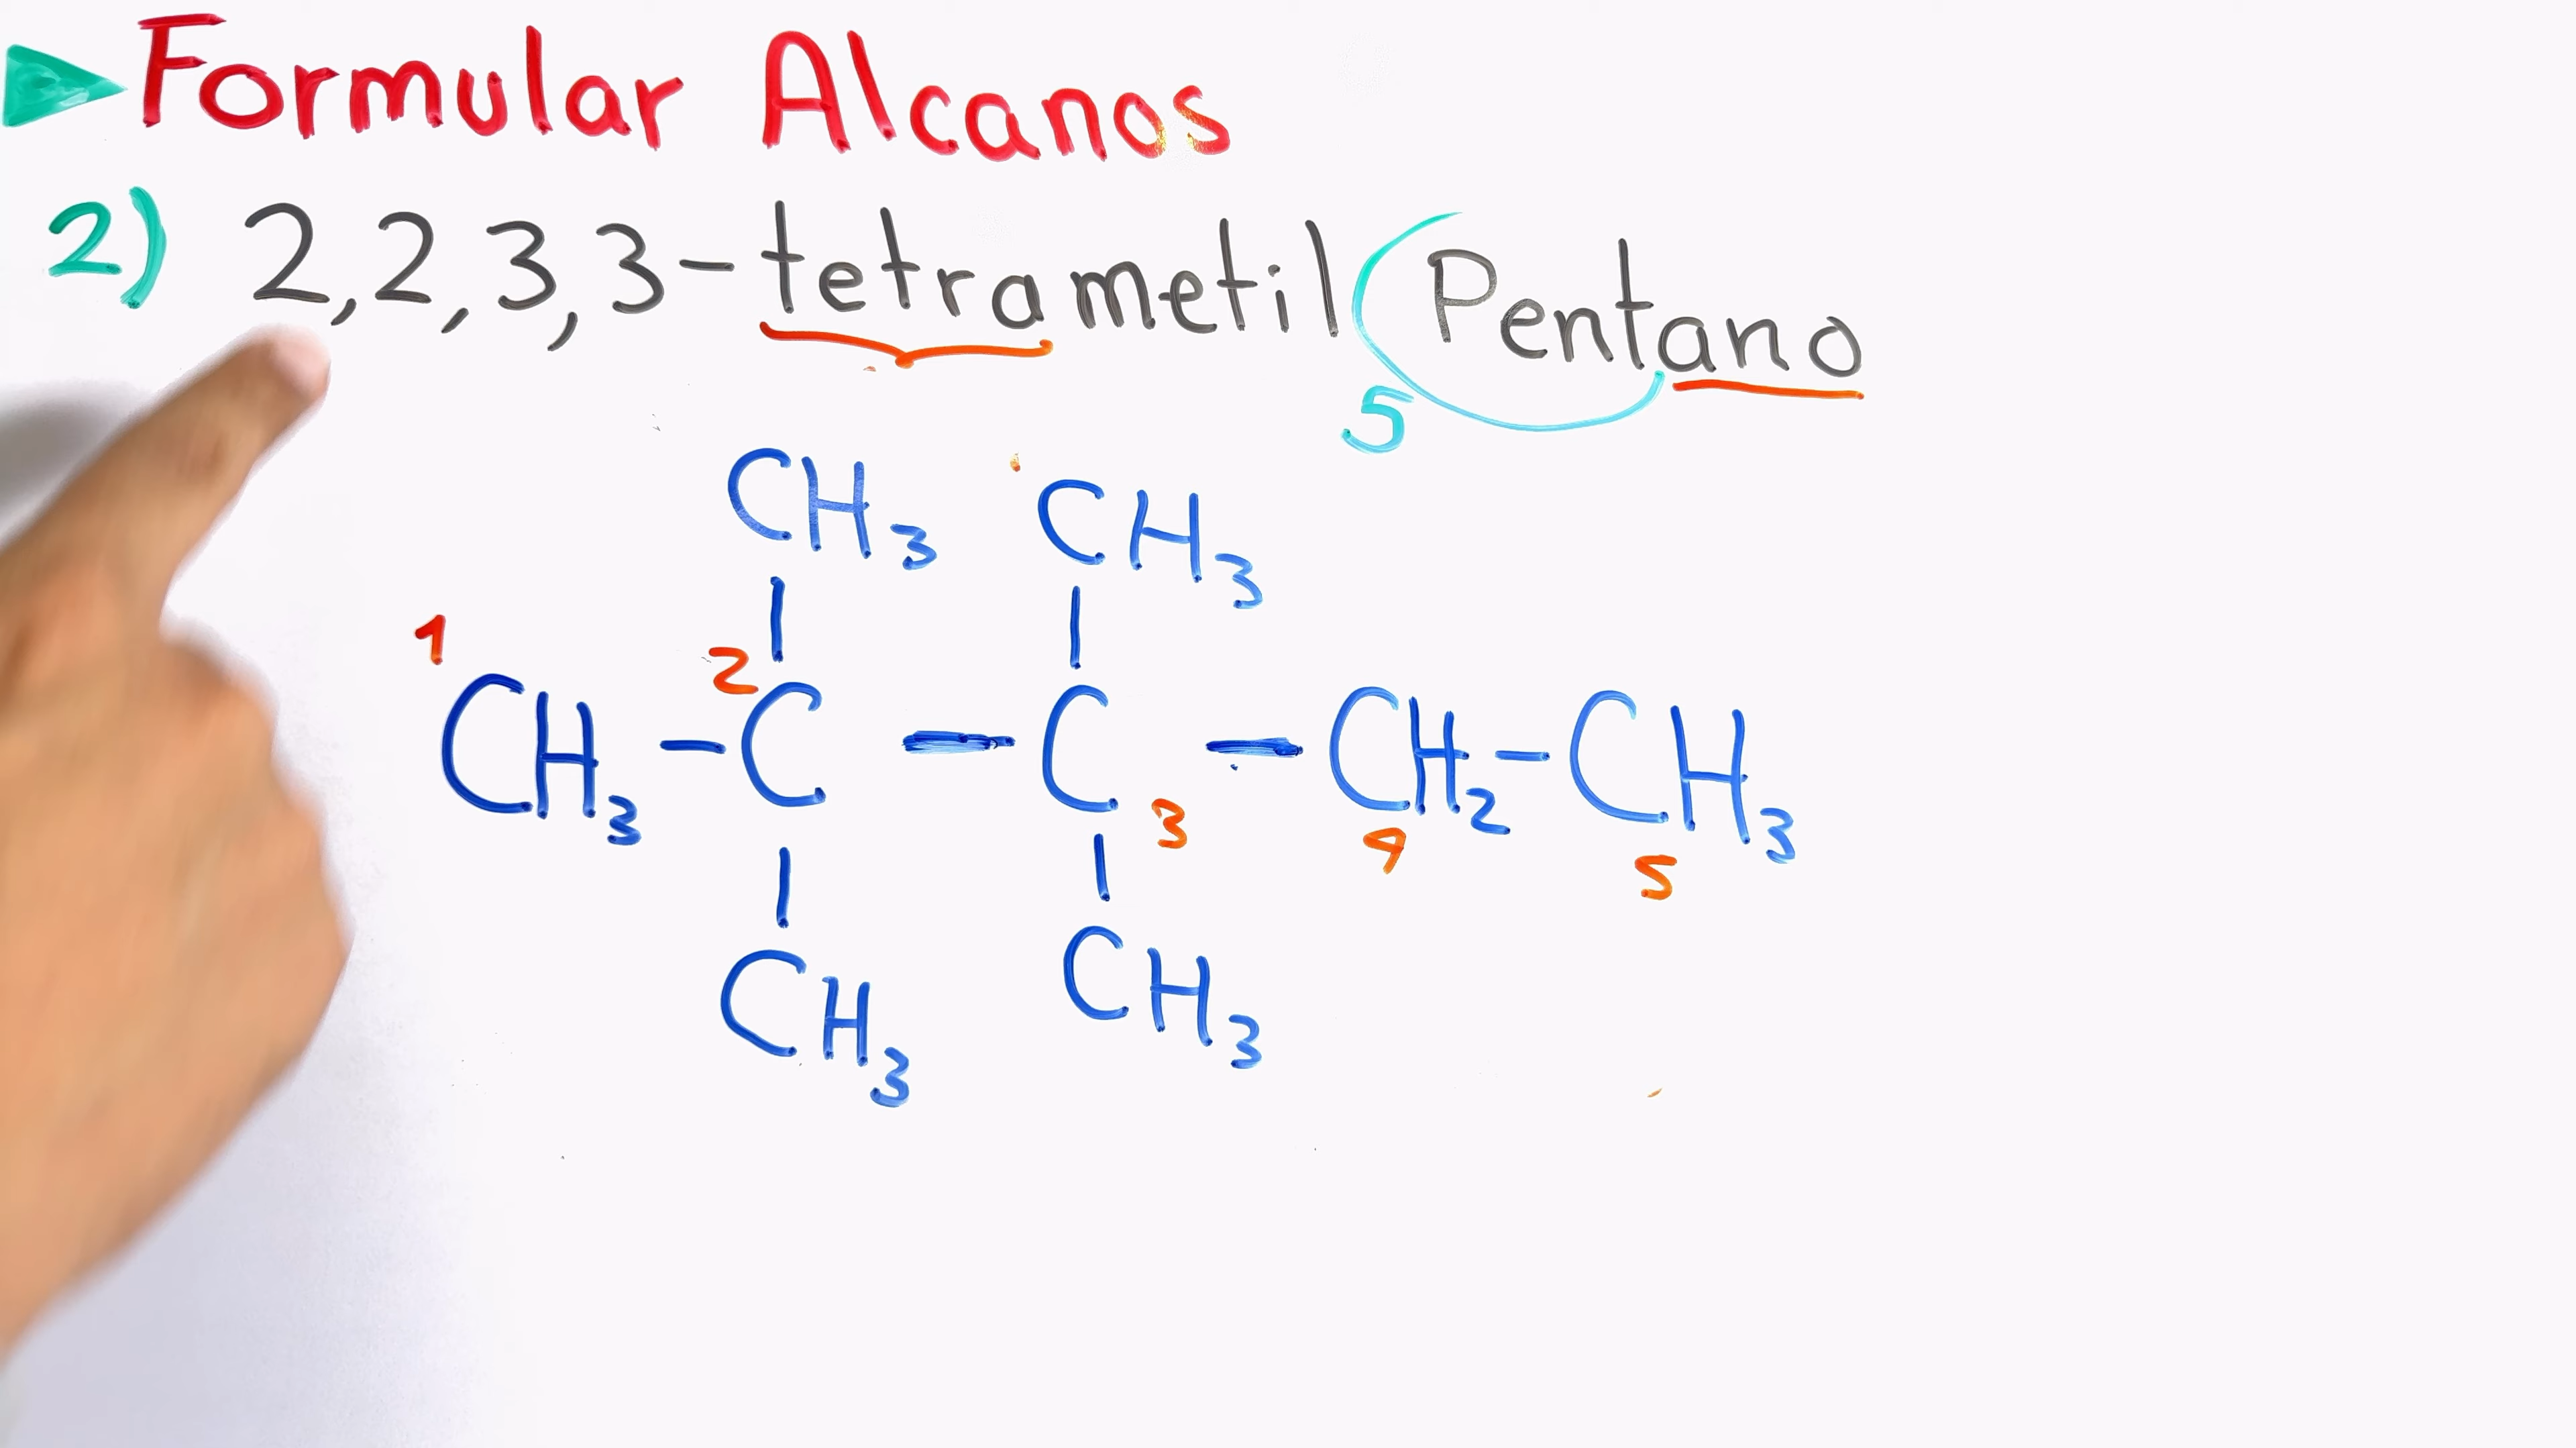 Formular Alcanos
2) 2,2,3,3-tetrametil Pentano
5
CH3 CH3
1 2
CH3-C-C-CH2-CH3
3 4 5
CH3 CH3